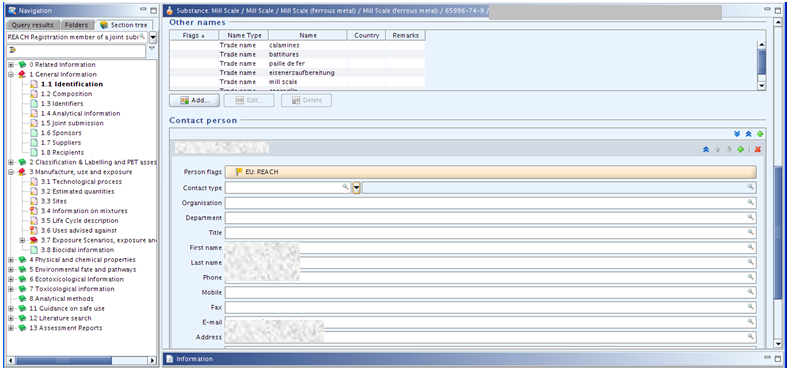 Navigation
Query results
Folders
Section tree
REACH Registration member of a joint subi
0 Related Information
1 General Information
1.1 Identification
1.2 Composition
1.3 Identifiers
1.4 Analytical information
1.5 Joint submission
1.6 Sponsors
1.7 Suppliers
1.8 Recipients
2 Classification & Labelling and PBT asses
3 Manufacture, use and exposure
3.1 Technological process
3.2 Estimated quantities
3.3 Sites
3.4 Information on mixtures
3.5 Life Cycle description
3.6 Uses advised against
3.7 Exposure Scenarios, exposure an
3.8 Biocidal information
4 Physical and chemical properties
5 Environmental fate and pathways
6 Ecotoxicological Information
7 Toxicological information
8 Analytical methods
11 Guidance on safe use
12 Literature search
13 Assessment Reports
Substance: Mill Scale / Mill Scale / Mill Scale (ferrous metal) / Mill Scale (ferrous metal) / 65996-74-9 /
Other names
Flags Name Type Name Country Remarks
Trade name calamines
Trade name battitures
Trade name paille de fer
Trade name eisenerzaufbereitung
Trade name mill scale
Add... Edit... Delete
Contact person
Person flags EU: REACH
Contact type
Organisation
Department
Title
First name
Last name
Phone
Mobile
Fax
E-mail
Address
Information